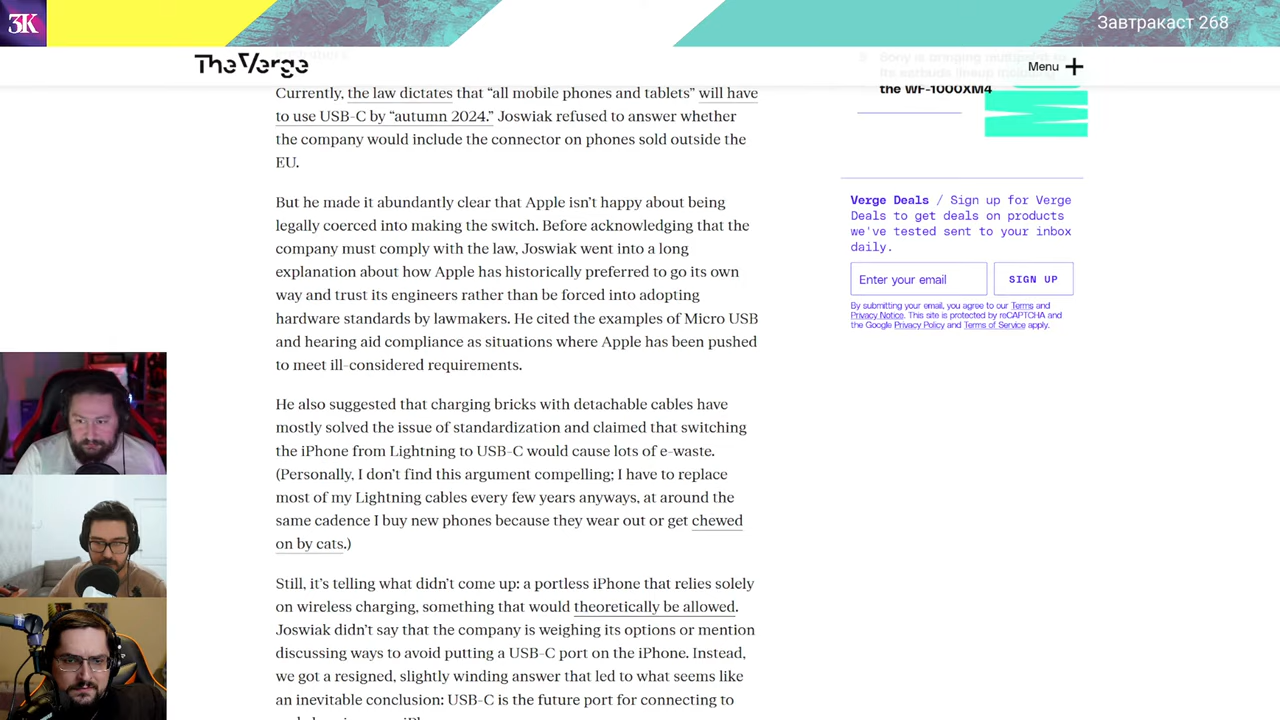 3K
Завтракаст 268
The Verge
Menu
Currently, the law dictates that “all mobile phones and tablets” will have
to use USB-C by “autumn 2024.” Joswiak refused to answer whether
the company would include the connector on phones sold outside the
EU.
But he made it abundantly clear that Apple isn’t happy about being
legally coerced into making the switch. Before acknowledging that the
company must comply with the law, Joswiak went into a long
explanation about how Apple has historically preferred to go its own
way and trust its engineers rather than be forced into adopting
hardware standards by lawmakers. He cited the examples of Micro USB
and hearing aid compliance as situations where Apple has been pushed
to meet ill-considered requirements.
He also suggested that charging bricks with detachable cables have
mostly solved the issue of standardization and claimed that switching
the iPhone from Lightning to USB-C would cause lots of e-waste.
(Personally, I don’t find this argument compelling; I have to replace
most of my Lightning cables every few years anyways, at around the
same cadence I buy new phones because they wear out or get chewed
on by cats.)
Still, it’s telling what didn’t come up: a portless iPhone that relies solely
on wireless charging, something that would theoretically be allowed.
Joswiak didn’t say that the company is weighing its options or mention
discussing ways to avoid putting a USB-C port on the iPhone. Instead,
we got a resigned, slightly winding answer that led to what seems like
an inevitable conclusion: USB-C is the future port for connecting to
the WF-1000XM4
Verge Deals / Sign up for Verge
Deals to get deals on products
we've tested sent to your inbox
daily.
Enter your email
SIGN UP
By submitting your email, you agree to our Terms and
Privacy Notice. This site is protected by reCAPTCHA and
the Google Privacy Policy and Terms of Service apply.